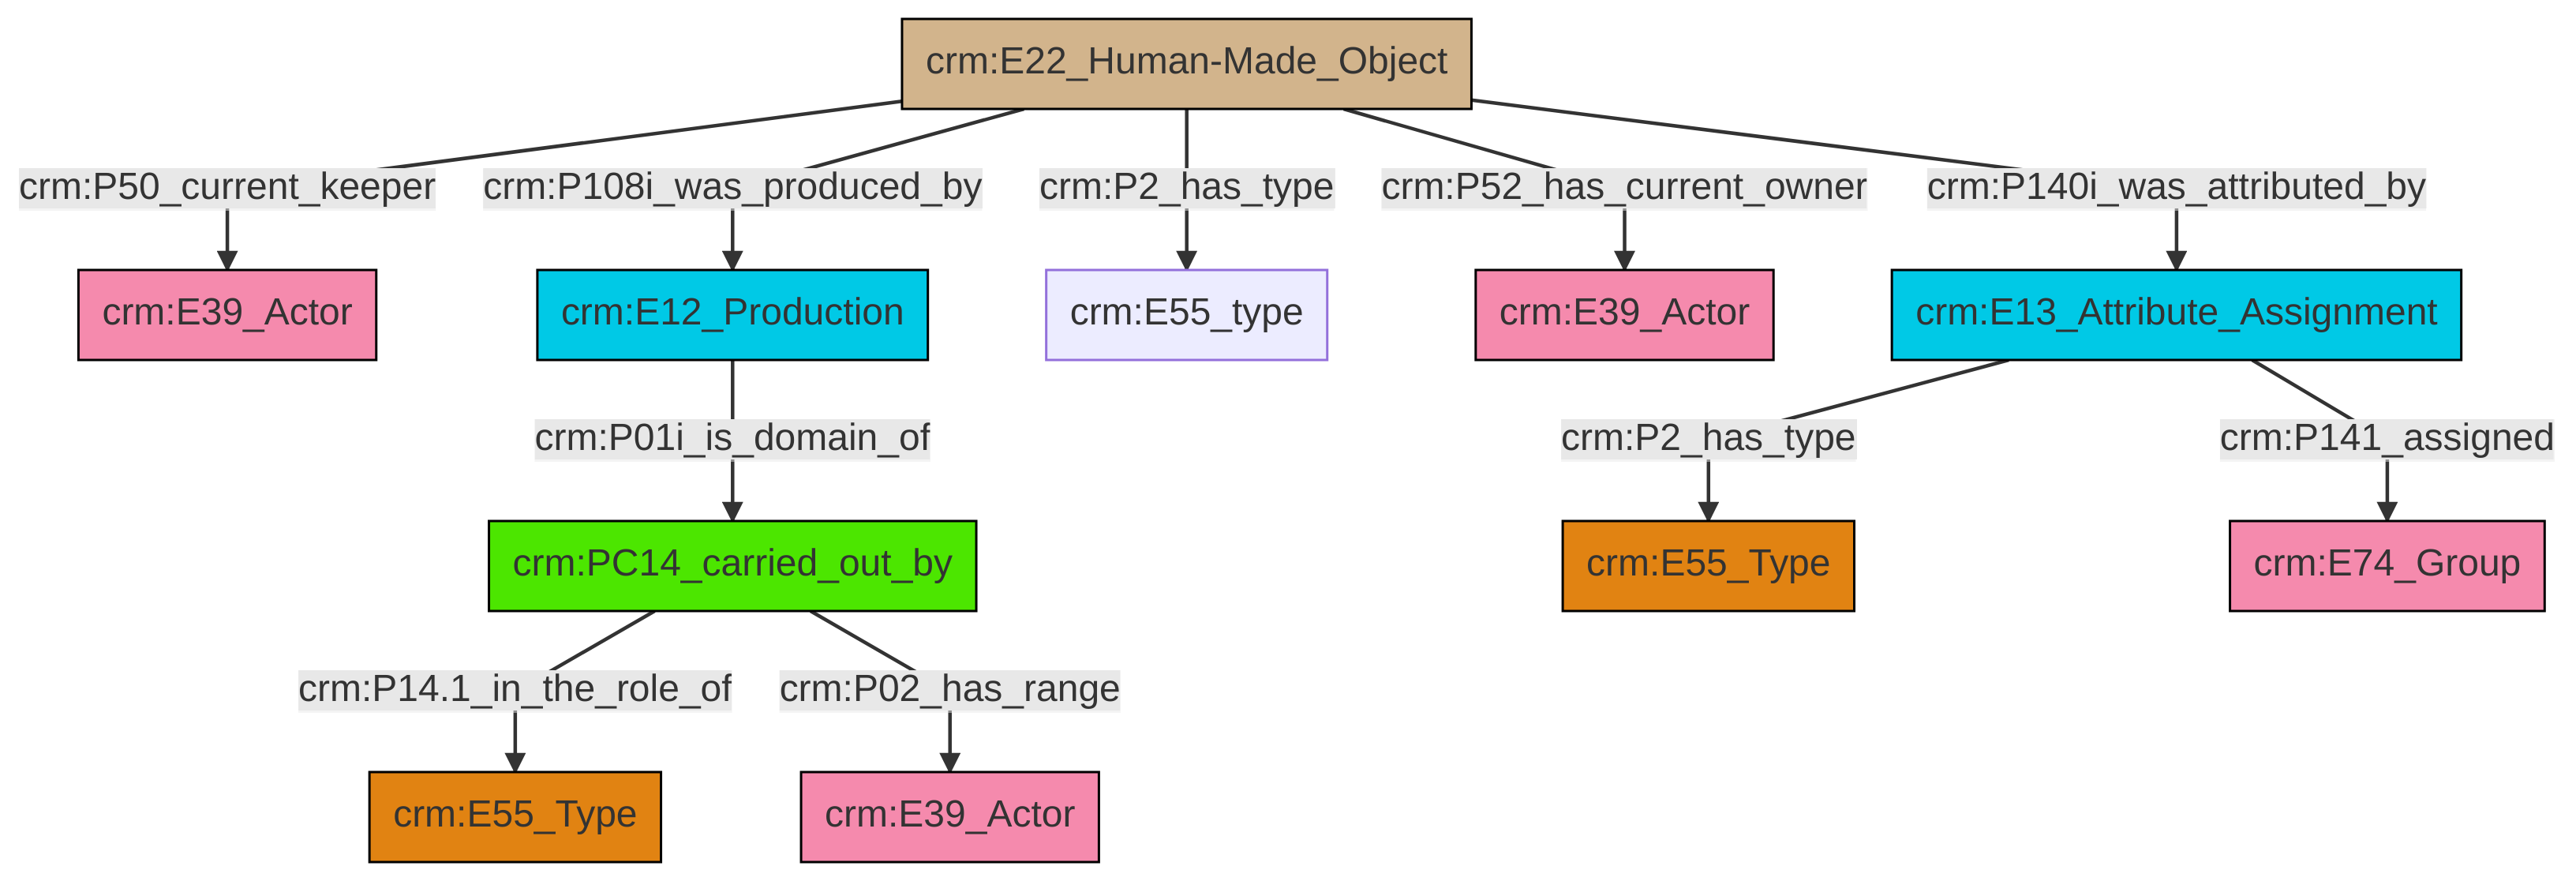 crm:E22_Human-Made_Object
crm:P50_current_keeper
crm:P108i_was_produced_by
crm:P2_has_type
crm:P52_has_current_owner
crm:P140i_was_attributed_by
crm:E39_Actor
crm:E12_Production
crm:E55_type
crm:E39_Actor
crm:E13_Attribute_Assignment
crm:P01i_is_domain_of
crm:P2_has_type
crm:P141_assigned
crm:PC14_carried_out_by
crm:E55_Type
crm:E74_Group
crm:P14.1_in_the_role_of
crm:P02_has_range
crm:E55_Type
crm:E39_Actor